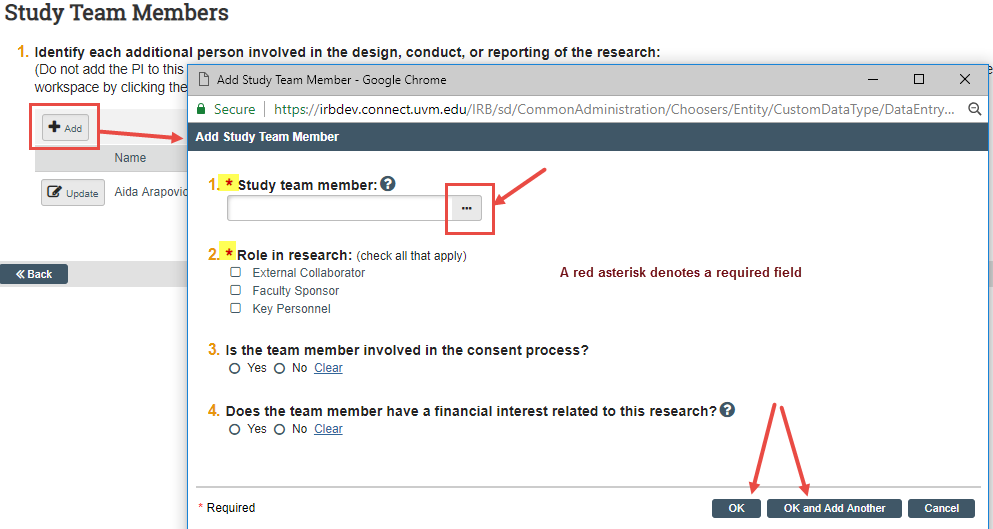 Study Team Members
1. Identify each additional person involved in the design, conduct, or reporting of the research:
(Do not add the PI to this
workspace by clicking the
Add
Name
Update Aida Arapovic
« Back
Add Study Team Member - Google Chrome
Secure https://irbdev.connect.uvm.edu/IRB/sd/CommonAdministration/Choosers/Entity/CustomDataType/DataEntry...
Add Study Team Member
1. * Study team member: ?
...
2. * Role in research: (check all that apply)
External Collaborator
A red asterisk denotes a required field
Faculty Sponsor
Key Personnel
3. Is the team member involved in the consent process?
Yes No Clear
4. Does the team member have a financial interest related to this research? ?
Yes No Clear
* Required
OK OK and Add Another Cancel